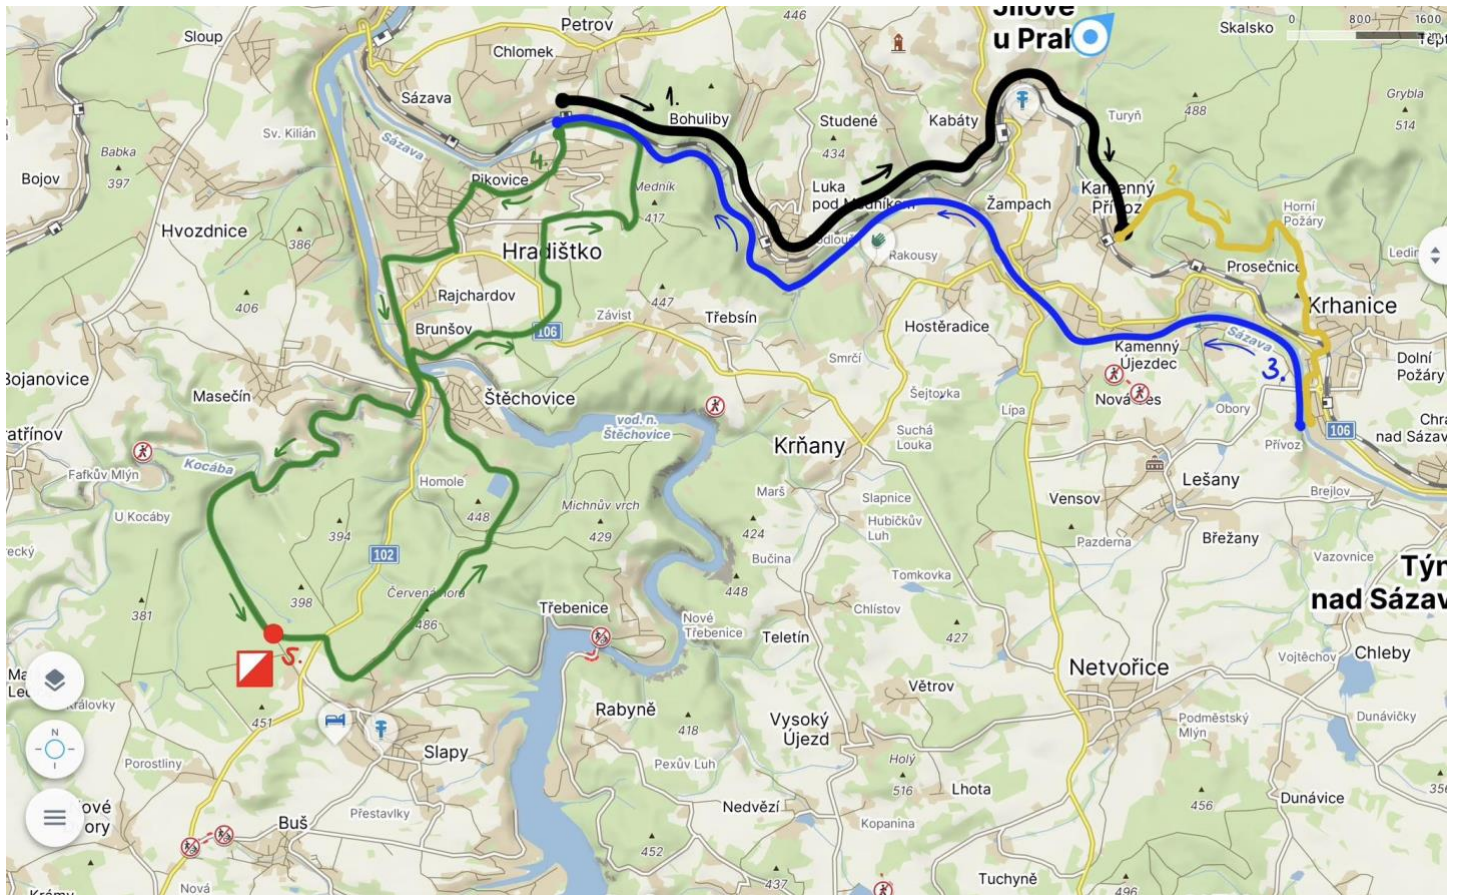 Petrov
446
Jílové
u Prah
Skalsko
0 800 1600
m
Sloup
Chlomek
Sázava
1.
Bohuliby
Studené
434
Kabáty
Turyň
488
Grybla
514
Sv. Kilián
Sázava
Babka
397
Bojov
4.
Pikovice
Medník
417
Luka
pod Medníkem
Žampach
Kamenný
Přívoz
2.
Horní
Požáry
Hvozdnice
386
Hradištko
Rakousy
Prosečnice
Rajchardov
406
447
Krhanice
Brunšov
106
Závist
Třebsín
Hostěradice
Sázava
Kamenný
Újezdec
3.
Dolní
Požáry
Bojanovice
Smrčí
Masečín
Štěchovice
Šejtovka
Lípa
Nová Ves
Obory
106
vod. n.
Štěchovice
Krňany
Suchá
Louka
Přívoz
nad Sázav
Kocába
Fafkův Mlýn
Homole
Lešany
Marš
Slapnice
Vensov
Brejlov
U Kocáby
448
Michnův vrch
429
424
Hubičkův
Luh
394
Bučina
Pazderna
Břežany
Vazovnice
102
Týn
nad Sázav
Tomkovka
448
398
Červená hora
486
381
Třebenice
Nové
Třebenice
Teletín
Chlístov
427
5.
Netvořice
Vojtěchov
Chleby
Královky
451
Rabyně
418
Větrov
Vysoký
Újezd
Podměstský
Mlýn
Dunávičky
N
Slapy
Porostliny
Pexův Luh
Holý
516
Lhota
Nedvězí
456
Dunávice
Přestavlky
Buš
Kopanina
452
437
Tuchyně
496
Nová